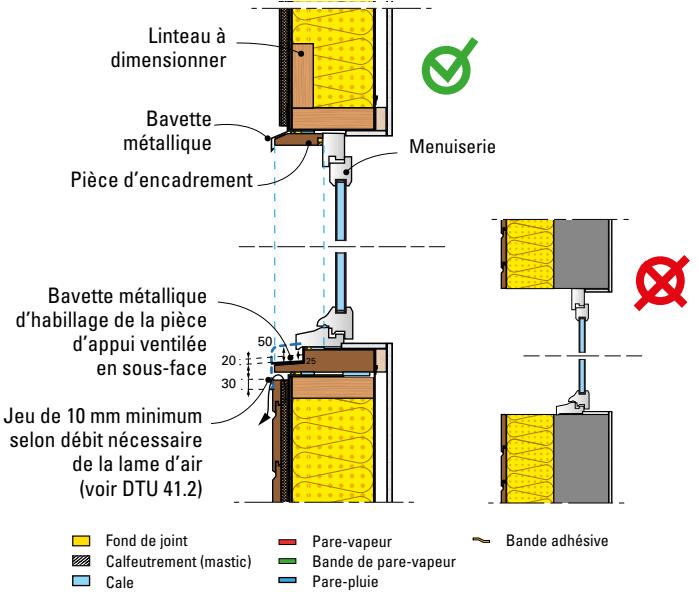 Linteau à
dimensionner
Bavette
métallique
Menuiserie
Pièce d'encadrement
Bavette métallique
d'habillage de la pièce
d'appui ventilée
en sous-face
50
20
25
30
Jeu de 10 mm minimum
selon débit nécessaire
de la lame d'air
(voir DTU 41.2)
Fond de joint
Calfeutrement (mastic)
Cale
Pare-vapeur
Bande de pare-vapeur
Pare-pluie
Bande adhésive